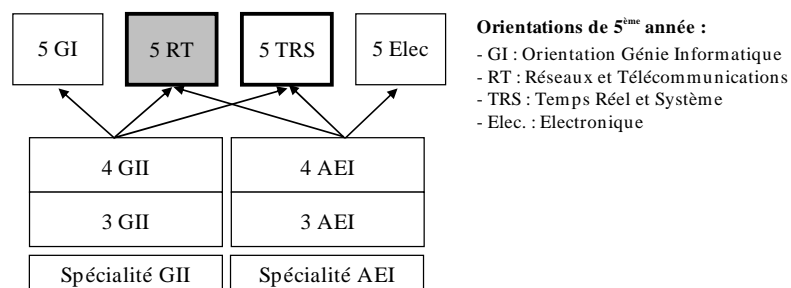 5 GI
5 RT
5 TRS
5 Elec
Orientations de 5ème année :
- GI : Orientation Génie Informatique
- RT : Réseaux et Télécommunications
- TRS : Temps Réel et Système
- Elec. : Electronique
4 GII
4 AEI
3 GII
3 AEI
Spécialité GII
Spécialité AEI